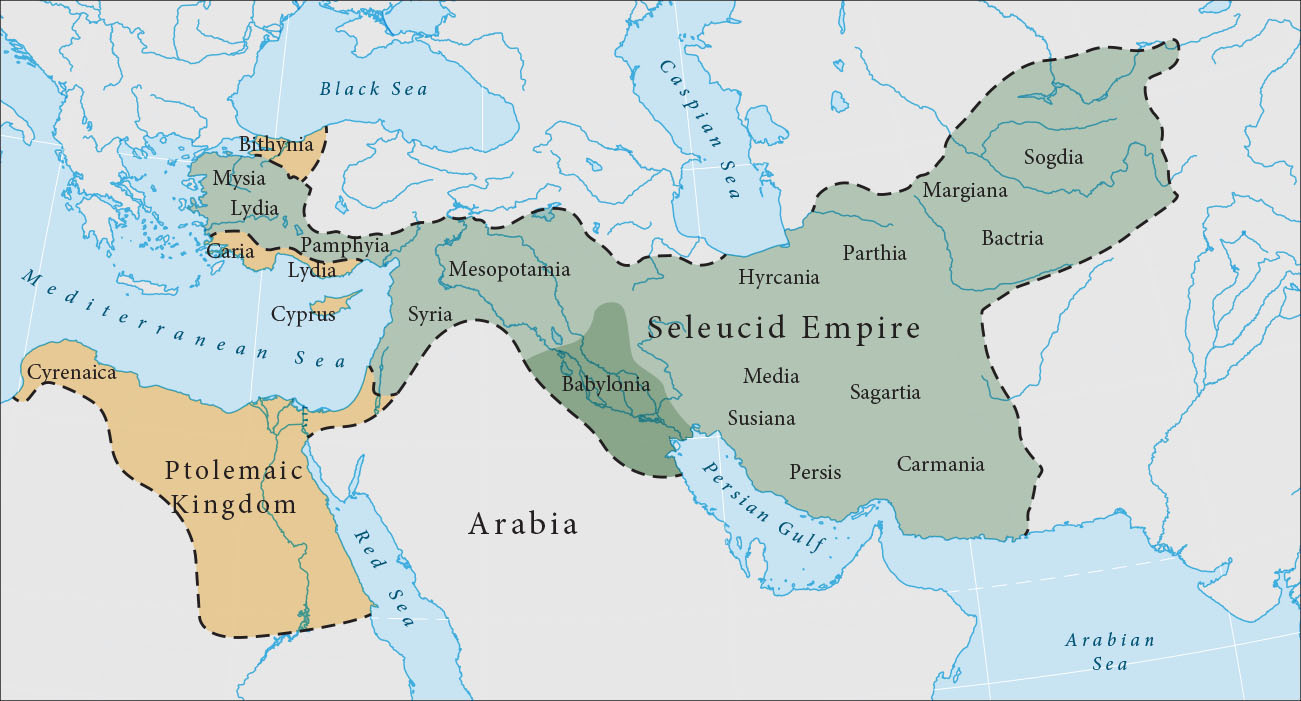 Black Sea
Caspian Sea
Bithynia
Mysia
Lydia
Sogdia
Margiana
Bactria
Caria
Pamphyia
Lydia
Mesopotamia
Parthia
Hyrcania
Cyprus
Syria
Seleucid Empire
Mediterranean Sea
Cyrenaica
Babylonia
Media
Sagartia
Susiana
Ptolemaic
Kingdom
Persis
Carmania
Arabia
Persian Gulf
Red Sea
Arabian
Sea